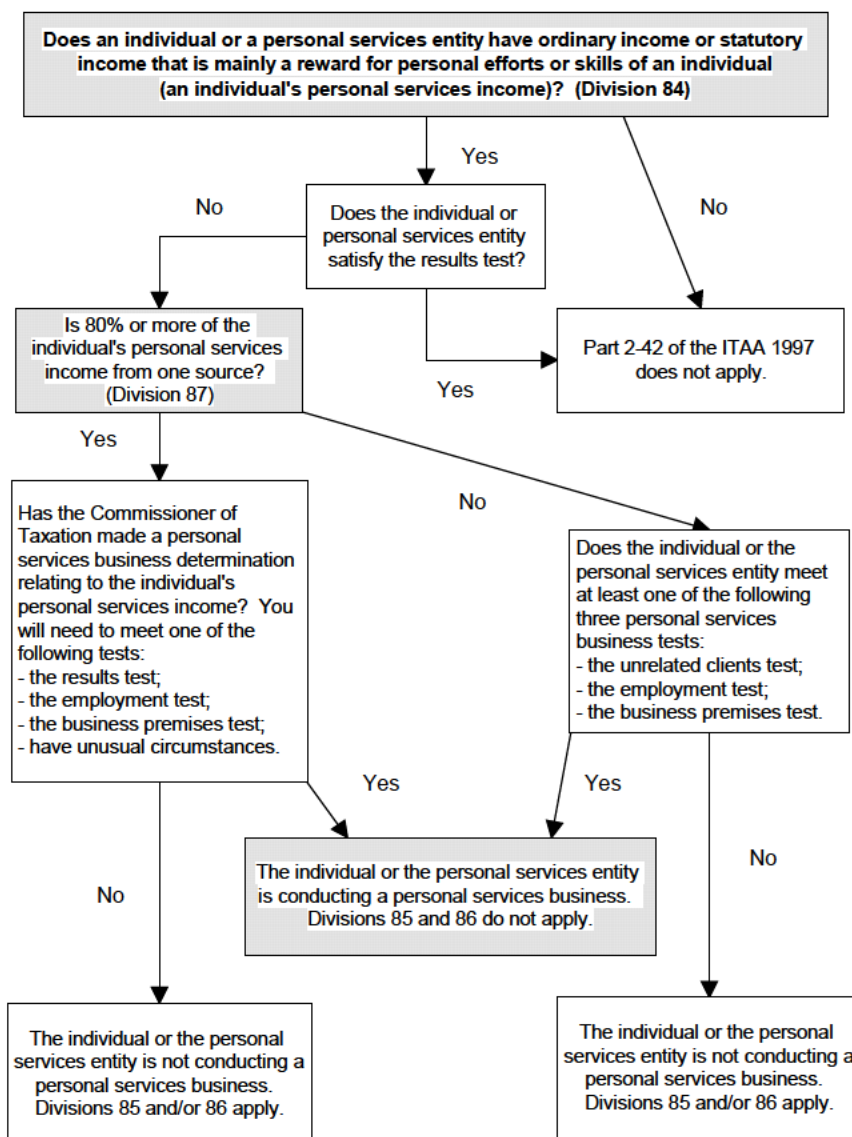 Does an individual or a personal services entity have ordinary income or statutory
income that is mainly a reward for personal efforts or skills of an individual
(an individual's personal services income)? (Division 84)
Yes
No
No
Does the individual or
personal services entity
satisfy the results test?
Is 80% or more of the
individual's personal services
income from one source?
(Division 87)
Part 2-42 of the ITAA 1997
does not apply.
Yes
Yes
No
Has the Commissioner of
Taxation made a personal
services business determination
relating to the individual's
personal services income? You
will need to meet one of the
following tests:
- the results test;
- the employment test;
- the business premises test;
- have unusual circumstances.
Does the individual or the
personal services entity meet
at least one of the following
three personal services
business tests:
- the unrelated clients test;
- the employment test;
- the business premises test.
Yes
Yes
No
No
The individual or the personal services entity
is conducting a personal services business.
Divisions 85 and 86 do not apply.
The individual or the personal
services entity is not conducting a
personal services business.
Divisions 85 and/or 86 apply.
The individual or the personal
services entity is not conducting a
personal services business.
Divisions 85 and/or 86 apply.